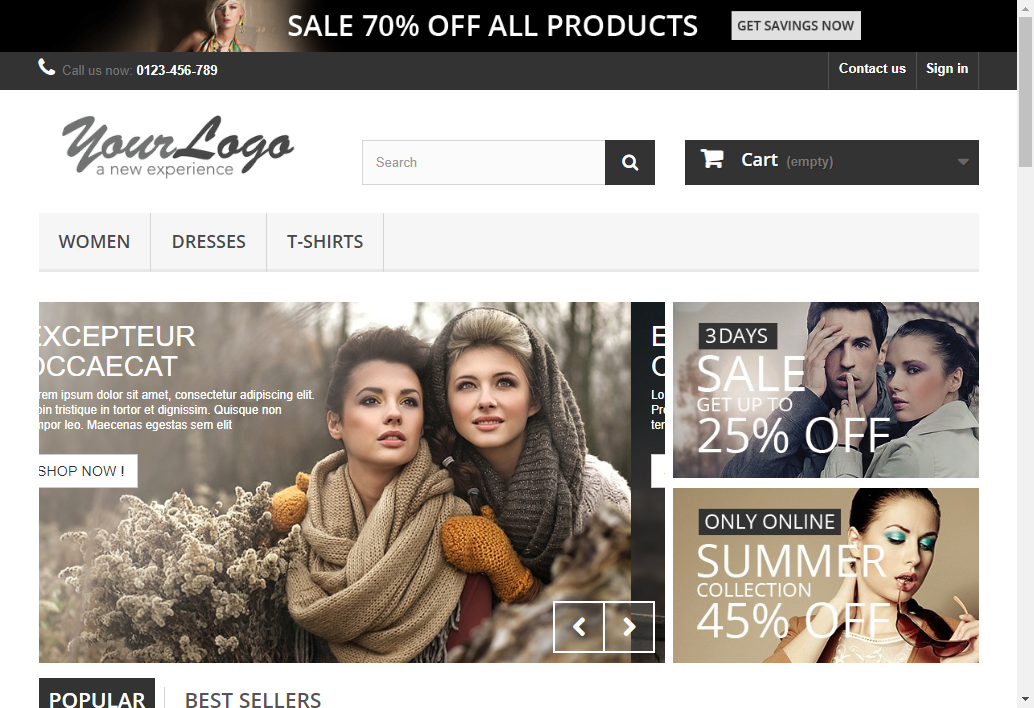 SALE 70% OFF ALL PRODUCTS
GET SAVINGS NOW
Call us now: 0123-456-789
Contact us
Sign in
YourLogo
a new experience
Search
Cart (empty)
WOMEN
DRESSES
T-SHIRTS
EXCEPTEUR
OCCAECAT
rem ipsum dolor sit amet, consectetur adipiscing elit.
oin tristique in tortor et dignissim. Quisque non
mpor leo. Maecenas egestas sem elit
SHOP NOW !
E
Lo
Pro
ten
3 DAYS
SALE
GET UP TO
25% OFF
ONLY ONLINE
SUMMER
COLLECTION
45% OFF
POPULAR
BEST SELLERS